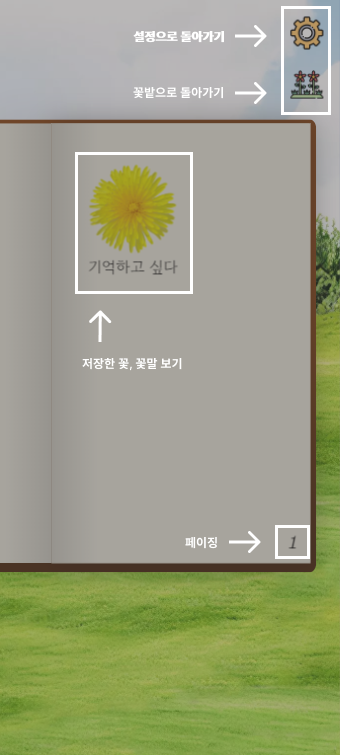 설정으로 돌아가기
꽃밭으로 돌아가기
기억하고 싶다
저장한 꽃, 꽃말 보기
페이징
1